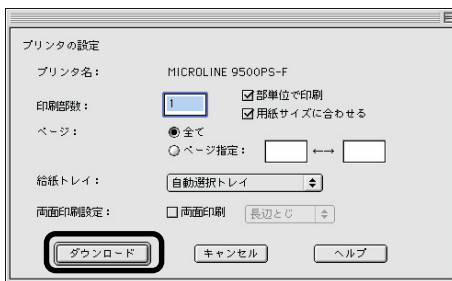 プリンタの設定
プリンタ名： MICROLINE 9500PS-F
印刷部数： 1 部単位で印刷
用紙サイズに合わせる
ページ： 全て
ページ指定： ←→
給紙トレイ： 自動選択トレイ
両面印刷設定： 両面印刷 長辺とじ
ダウンロード キャンセル ヘルプ